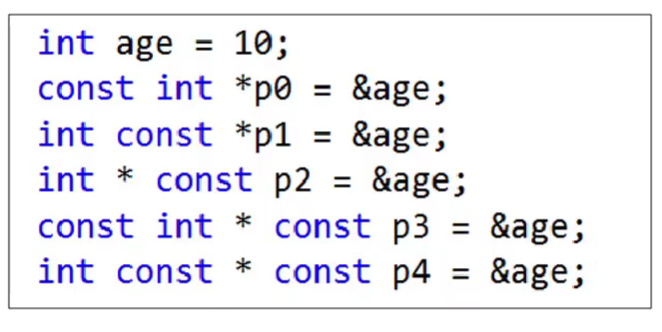 int age = 10;
const int *p0 = &age;
int const *p1 = &age;
int * const p2 = &age;
const int * const p3 = &age;
int const * const p4 = &age;